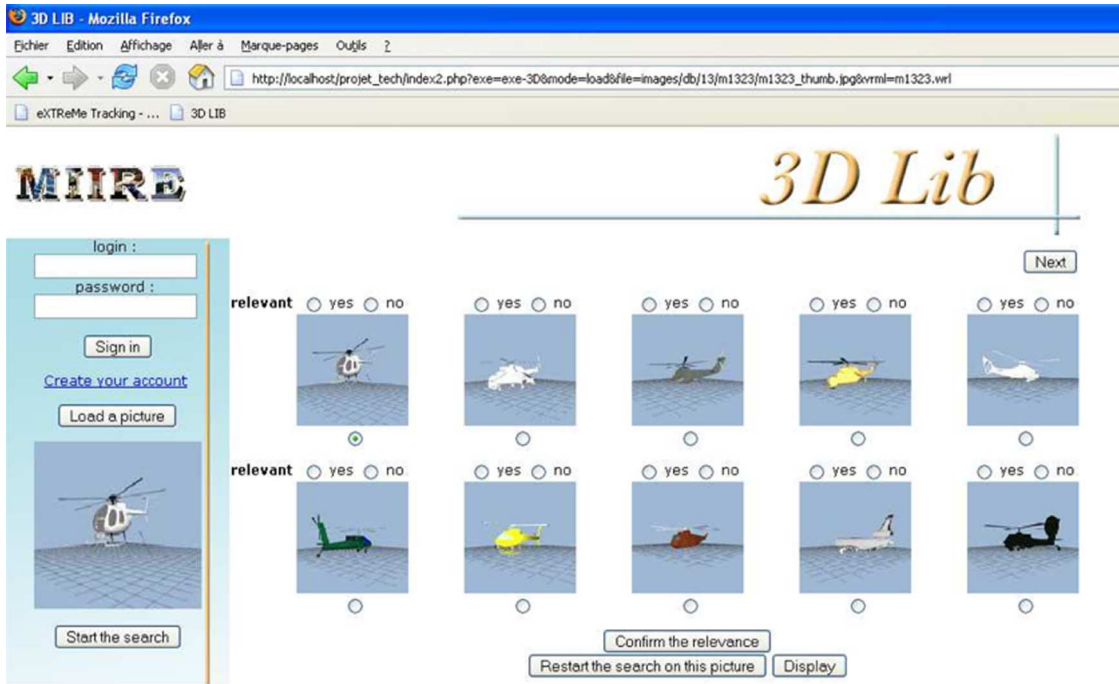 3D LIB - Mozilla Firefox
Fichier Edition Affichage Aller à Marque-pages Outils ?
http://localhost/projet_tech/index2.php?exe=exe-3D&mode=load&file=images/db/13/m1323/m1323_thumb.jpg&vrml=m1323.wrl
eXTReMe Tracking - ... 3D LIB
MIIRE 3D Lib
login :
password :
Sign in
Create your account
Load a picture
Start the search
Next
relevant yes no yes no yes no yes no yes no
relevant yes no yes no yes no yes no yes no
Confirm the relevance
Restart the search on this picture Display